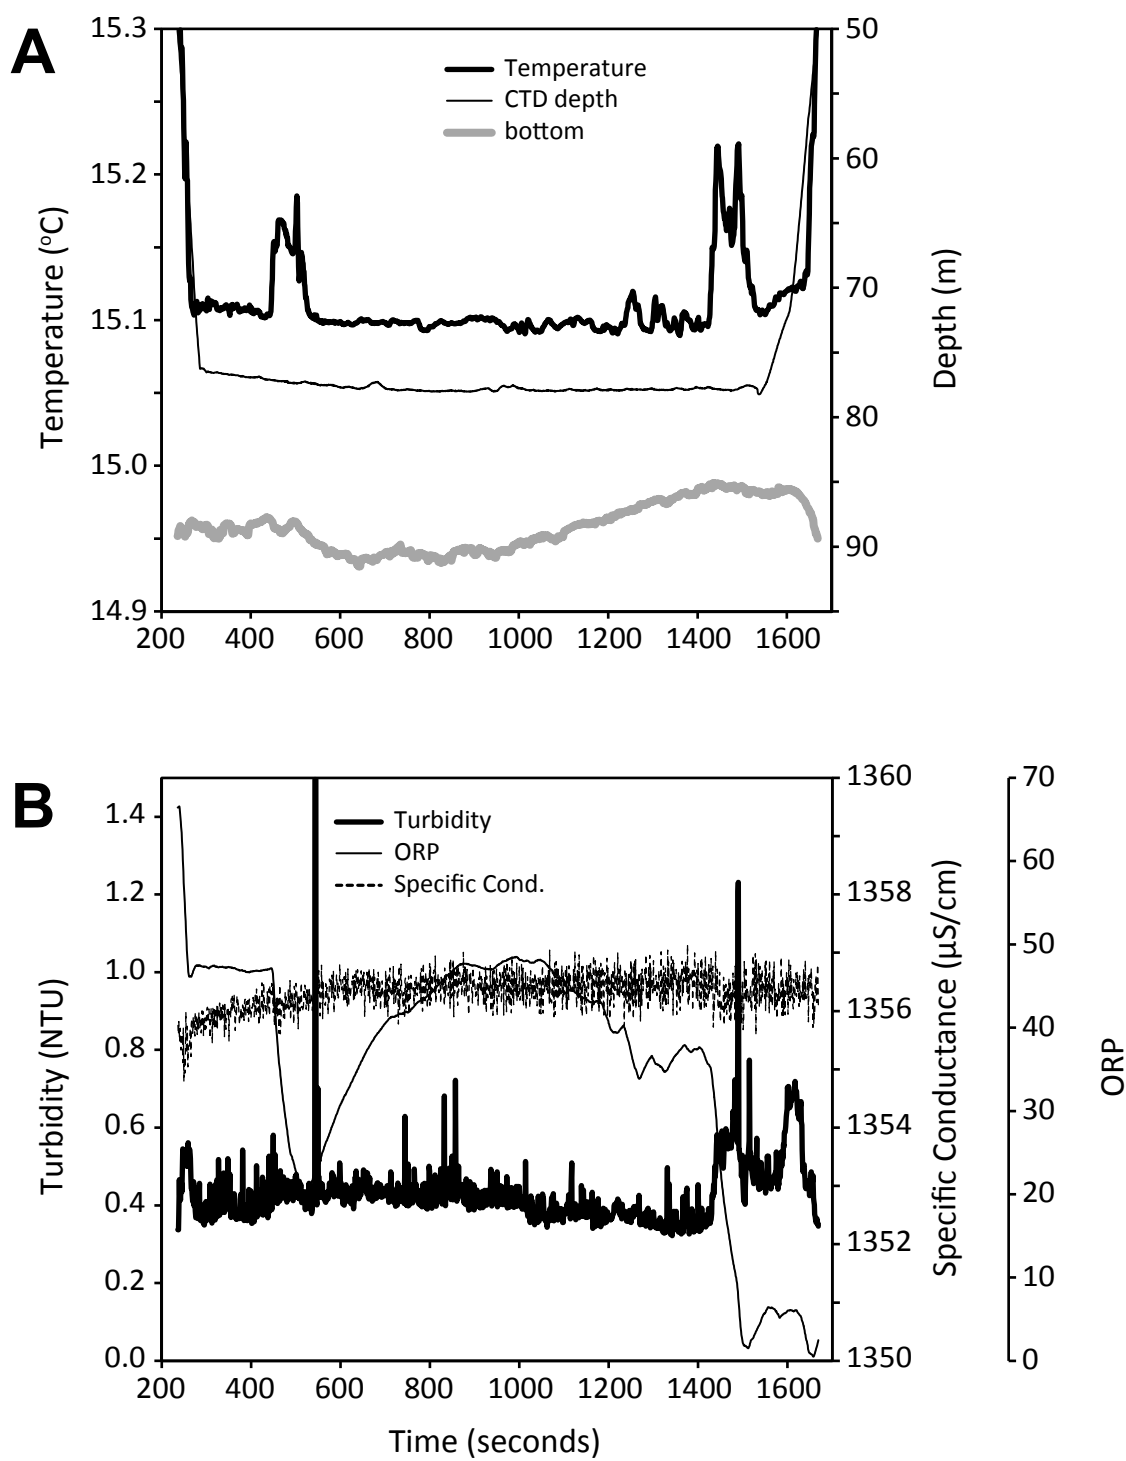 A
15.3
15.2
15.1
15.0
14.9
Temperature (oC)
Temperature
CTD depth
bottom
50
60
70
80
90
Depth (m)
200 400 600 800 1000 1200 1400 1600
B
1.4
1.2
1.0
0.8
0.6
0.4
0.2
0.0
Turbidity (NTU)
Turbidity
ORP
Specific Cond.
1360
1358
1356
1354
1352
1350
Specific Conductance (µS/cm)
70
60
50
40
30
20
10
0
ORP
200 400 600 800 1000 1200 1400 1600
Time (seconds)